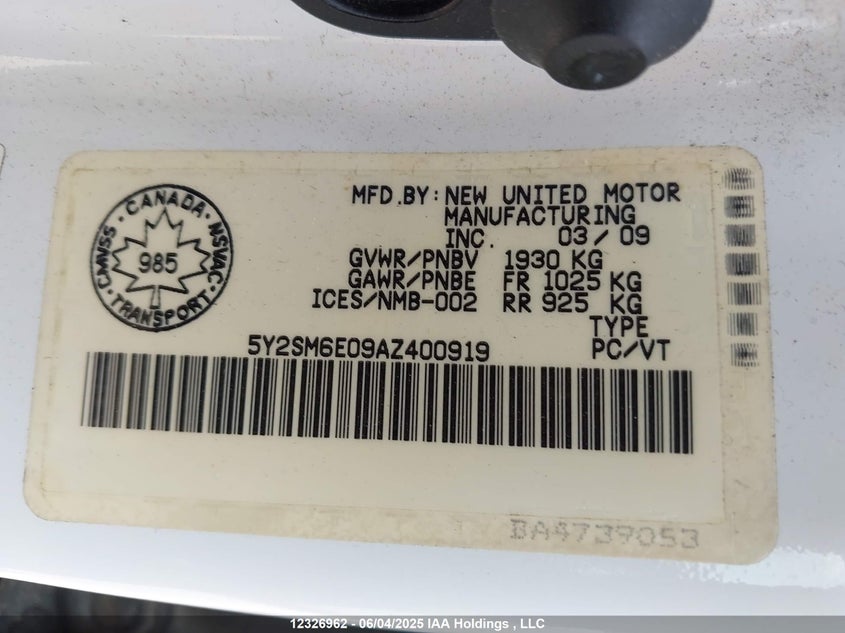 CANADA
CMVSS
NSVAC
985
TRANSPORT
MFD.BY: NEW UNITED MOTOR
MANUFACTURING
INC. 03/09
GVWR/PNBV 1930 KG
GAWR/PNBE FR 1025 KG
ICES/NMB-002 RR 925 KG
TYPE
5Y2SM6E09AZ400919 PC/VT
BA4739053
12326962 - 06/04/2025 IAA Holdings , LLC